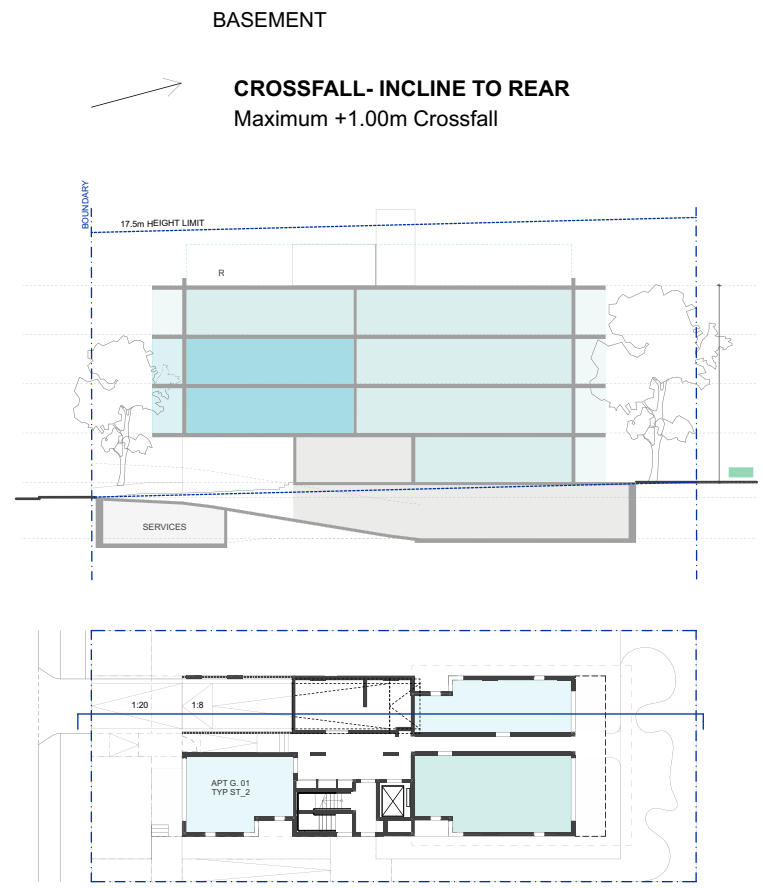 BASEMENT
CROSSFALL- INCLINE TO REAR
Maximum +1.00m Crossfall
BOUNDARY
17.5m HEIGHT LIMIT
R
SERVICES
1:20
1:8
APT G. 01
TYP ST_2